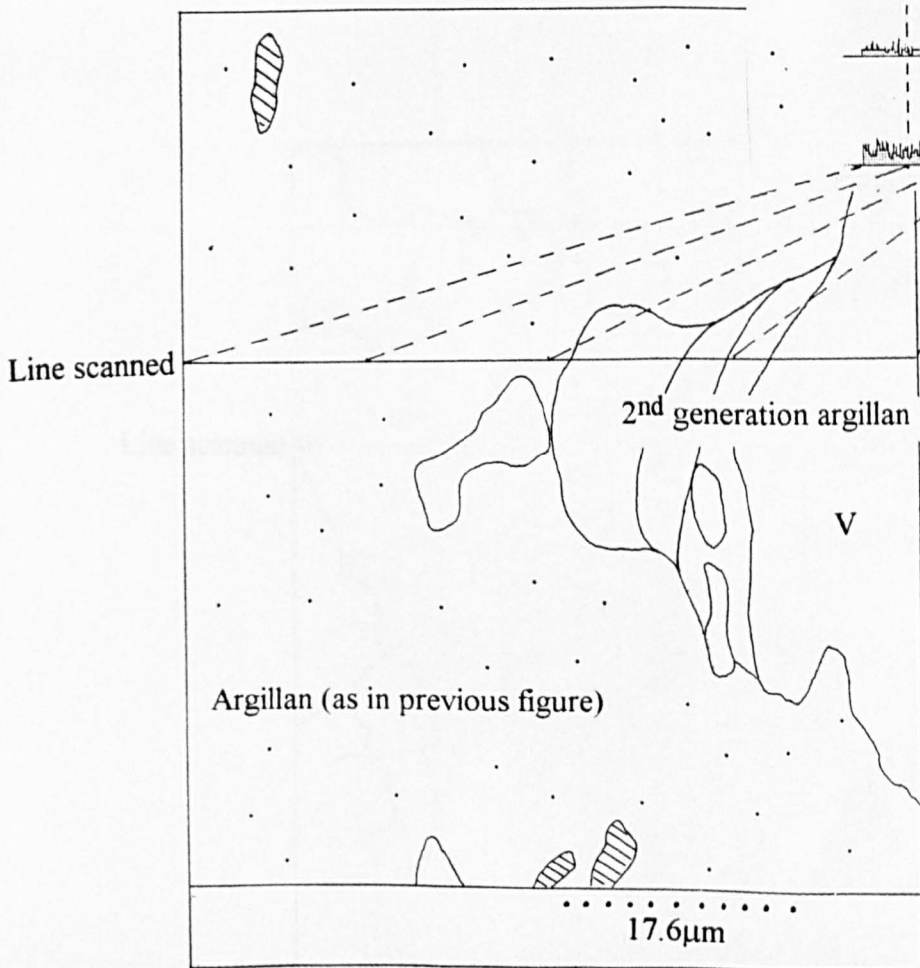 Line scanned
2nd generation argillan
V
Argillan (as in previous figure)
17.6µm